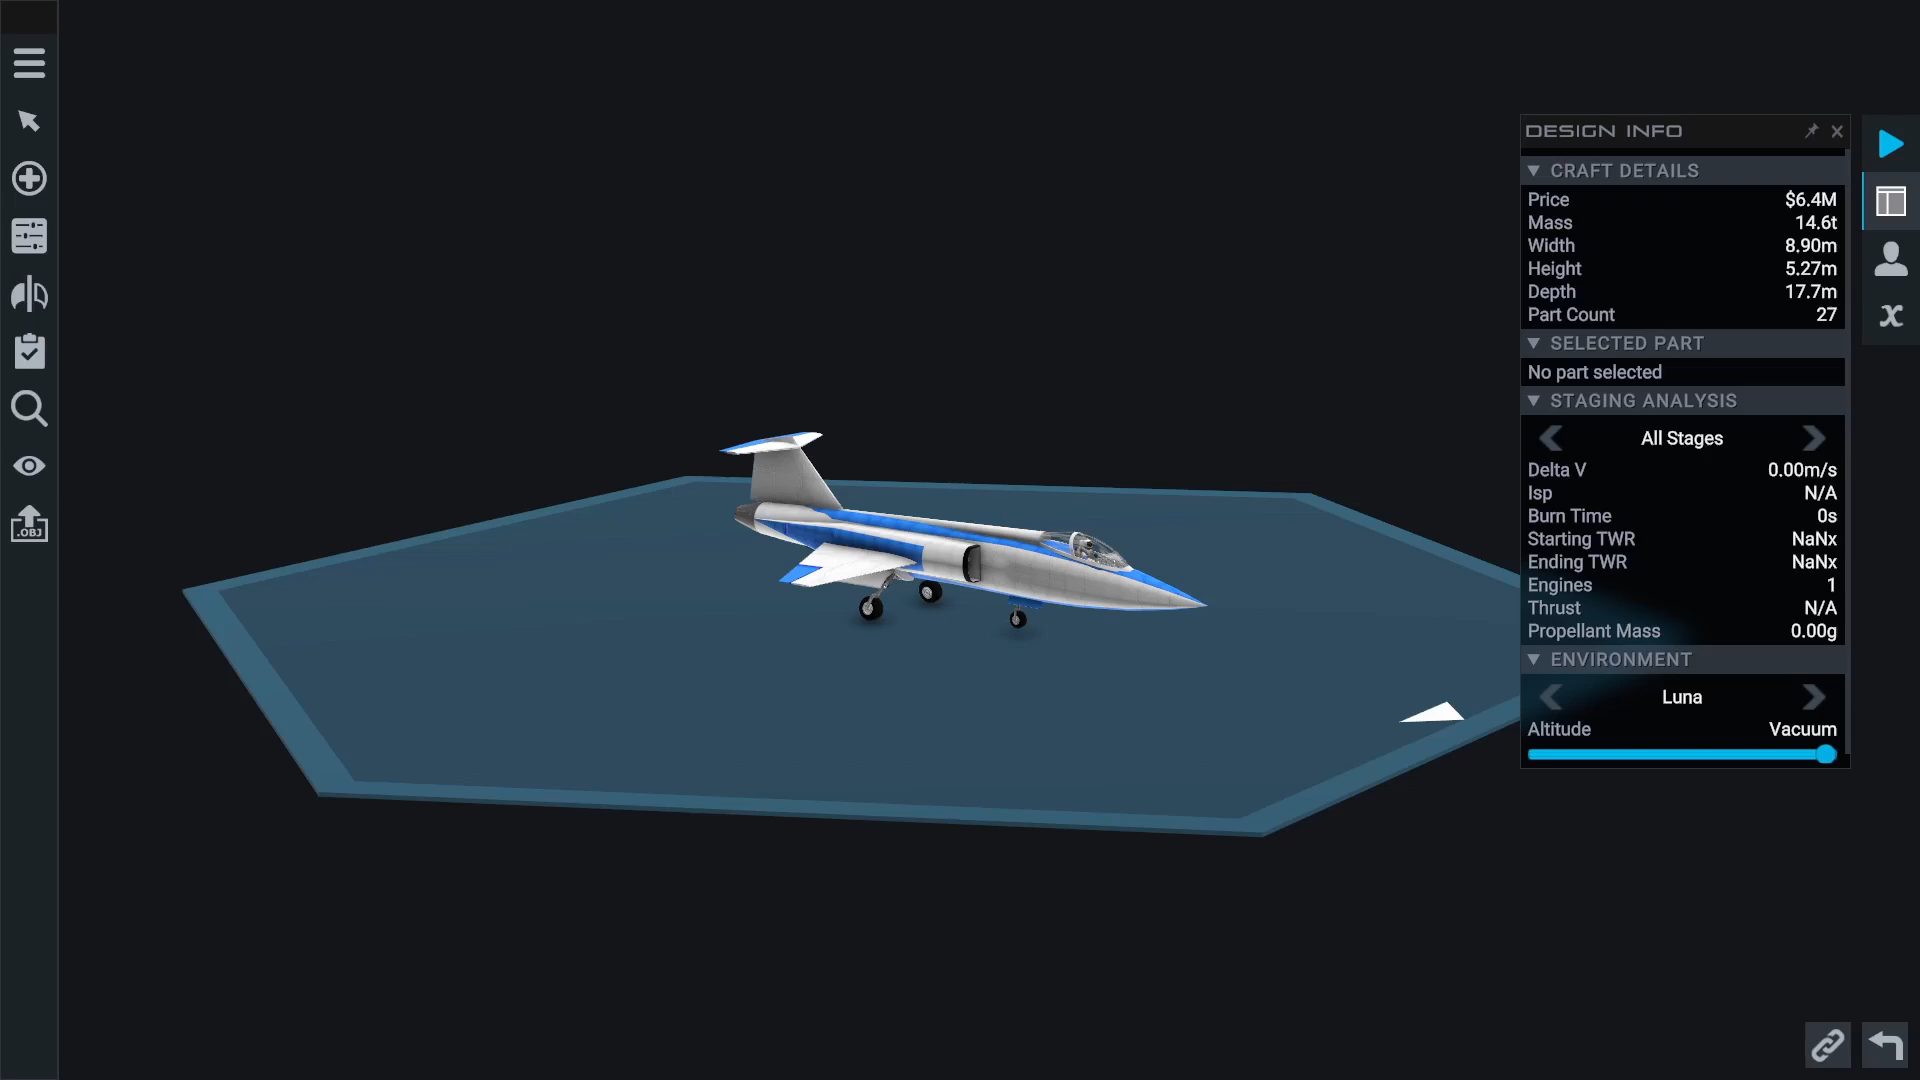 DESIGN INFO
CRAFT DETAILS
Price $6.4M
Mass 14.6t
Width 8.90m
Height 5.27m
Depth 17.7m
Part Count 27
SELECTED PART
No part selected
STAGING ANALYSIS
All Stages
Delta V 0.00m/s
Isp N/A
Burn Time 0s
Starting TWR NaNx
Ending TWR NaNx
Engines 1
Thrust N/A
Propellant Mass 0.00g
ENVIRONMENT
Luna
Altitude Vacuum
.OBJ
x